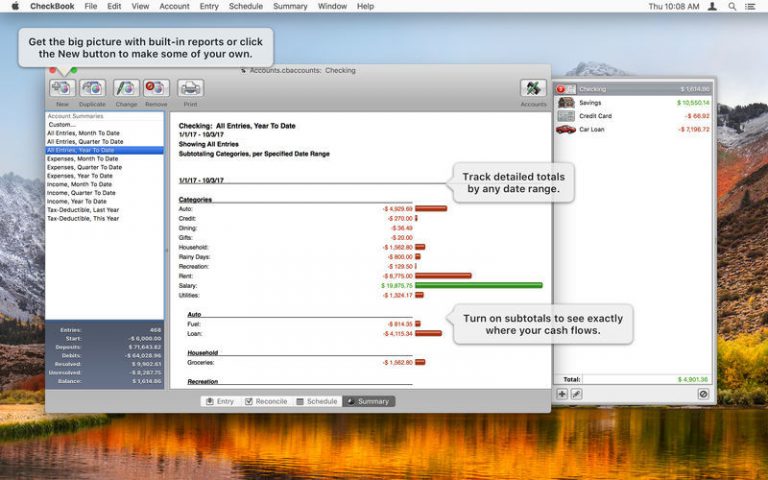 CheckBook File Edit View Account Entry Schedule Summary Window Help Thu 10:08 AM
Get the big picture with built-in reports or click
the New button to make some of your own.
Accounts.cbaccounts: Checking
New Duplicate Change Remove Print Accounts
Account Summaries
Custom...
All Entries, Month To Date
All Entries, Quarter To Date
All Entries, Year To Date
Expenses, Month To Date
Expenses, Quarter To Date
Expenses, Year To Date
Income, Month To Date
Income, Quarter To Date
Income, Year To Date
Tax-Deductible, Last Year
Tax-Deductible, This Year
Entries: 468
Start: -$ 6,000.00
Deposits: $ 71,643.82
Debits: -$ 64,028.96
Resolved: $ 9,902.61
Unresolved: -$ 8,287.75
Balance: $ 1,614.86
Checking: All Entries, Year To Date
1/1/17 - 10/3/17
Showing All Entries
Subtotaling Categories, per Specified Date Range
1/1/17 - 10/3/17
Categories
Auto: -$ 4,929.69
Credit: -$ 270.00
Dining: -$ 36.49
Gifts: -$ 20.00
Household: -$ 1,562.80
Rainy Days: -$ 800.00
Recreation: -$ 129.50
Rent: -$ 8,775.00
Salary: $ 19,875.75
Utilities: -$ 1,324.17
Auto
Fuel: -$ 814.35
Loan: -$ 4,115.34
Household
Groceries: -$ 1,562.80
Recreation
Track detailed totals
by any date range.
Turn on subtotals to see exactly
where your cash flows.
Entry Reconcile Schedule Summary
Checking $ 1,614.86
Savings $ 10,550.14
Credit Card -$ 66.92
Car Loan -$ 7,196.72
Total: $ 4,901.36